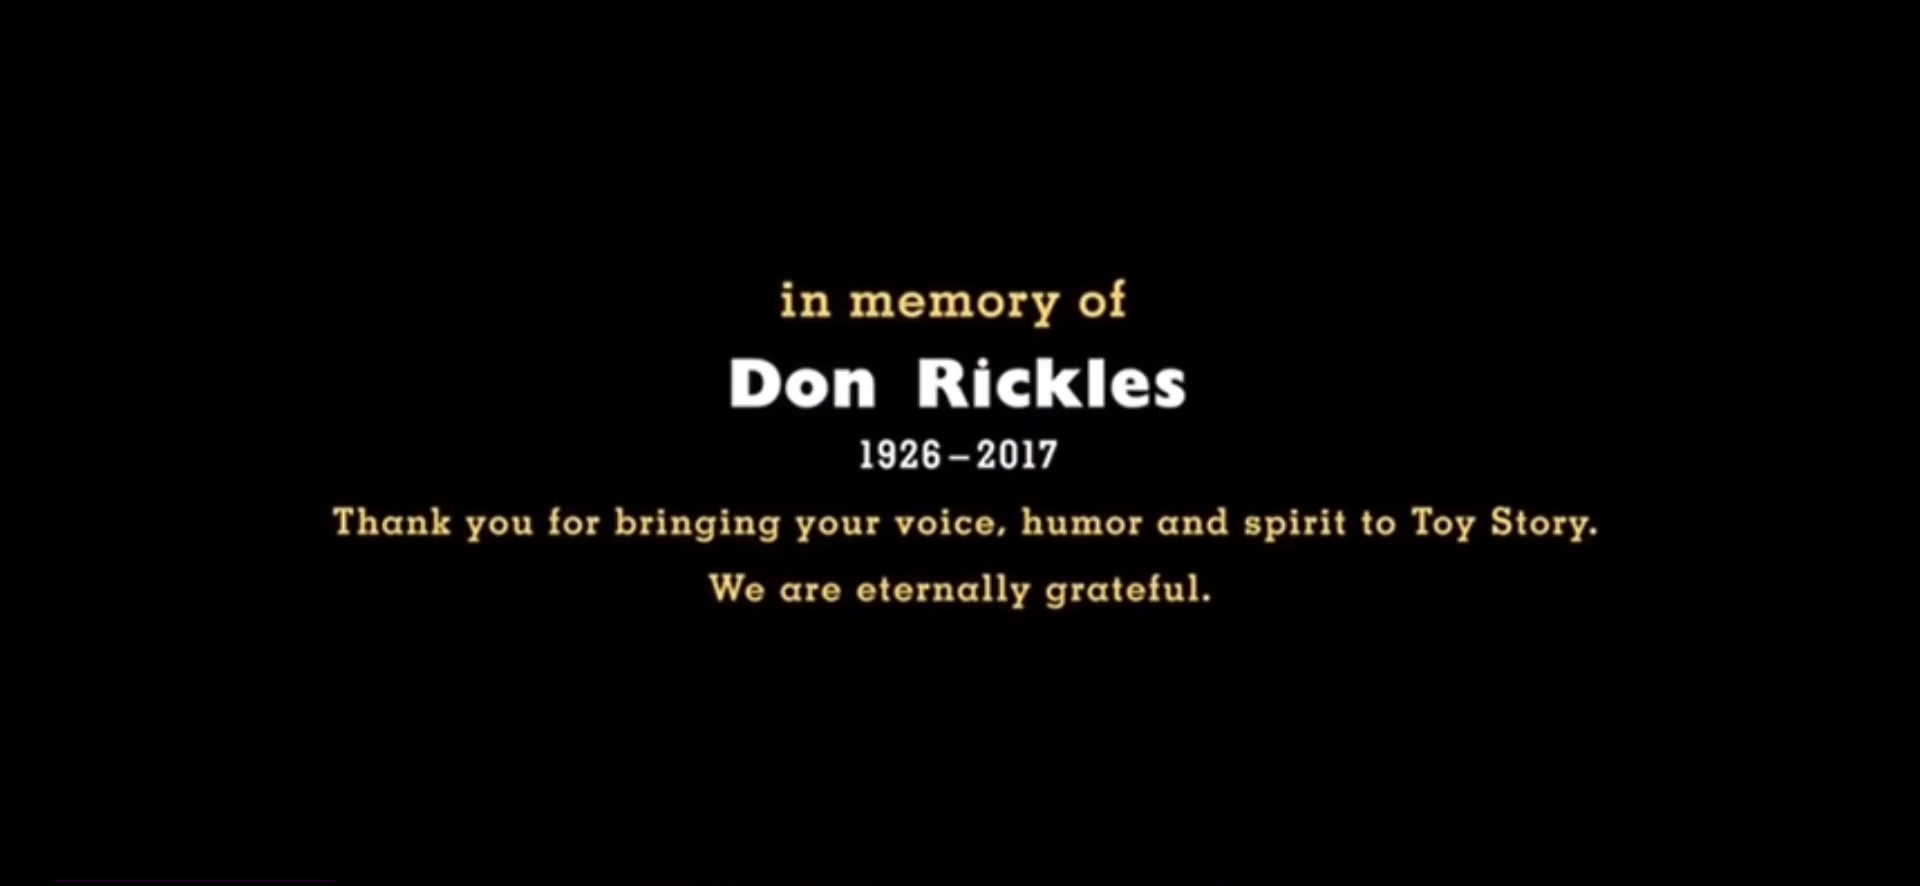 in memory of
Don Rickles
1926–2017
Thank you for bringing your voice, humor and spirit to Toy Story.
We are eternally grateful.